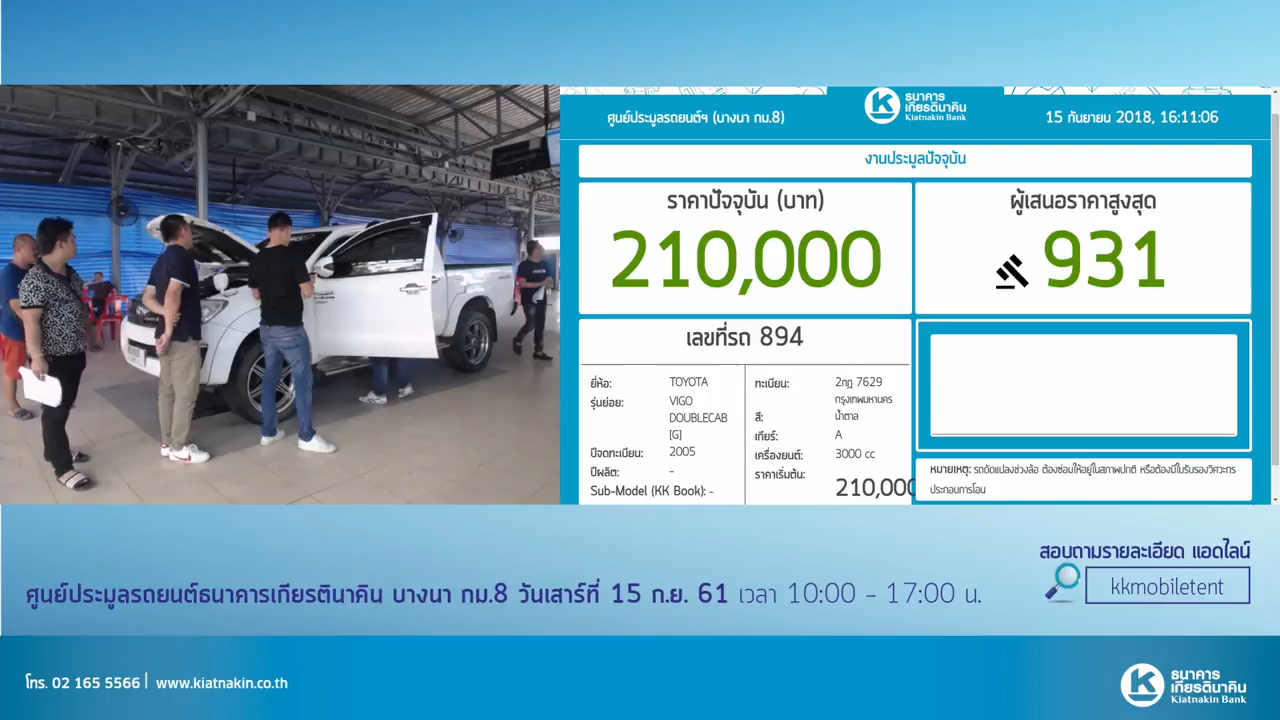 ศูนย์ประมูลรถยนต์ฯ (บางนา กม.8)
ธนาคาร
เกียรตินาคิน
Kiatnakin Bank
15 กันยายน 2018, 16:11:06
งานประมูลปัจจุบัน
ราคาปัจจุบัน (บาท)
210,000
ผู้เสนอราคาสูงสุด
931
เลขที่รถ 894
ยี่ห้อ: TOYOTA
รุ่นย่อย: VIGO
DOUBLECAB
[G]
ปีจดทะเบียน: 2005
ปีผลิต: -
Sub-Model (KK Book): -
ทะเบียน: 2กฎ 7629
กรุงเทพมหานคร
สี: น้ำตาล
เกียร์: A
เครื่องยนต์: 3000 cc
ราคาเริ่มต้น:
210,000
หมายเหตุ: รถดัดแปลงช่วงล้อ ต้องซ่อมให้อยู่ในสภาพปกติ หรือต้องมีใบรับรองวิศวะกร
ประกอบการโอน
สอบถามรายละเอียด แอดไลน์
kkmobiletent
ศูนย์ประมูลรถยนต์ธนาคารเกียรตินาคิน บางนา กม.8 วันเสาร์ที่ 15 ก.ย. 61 เวลา 10:00 - 17:00 น.
โทร. 02 165 5566 | www.kiatnakin.co.th
ธนาคาร
เกียรตินาคิน
Kiatnakin Bank